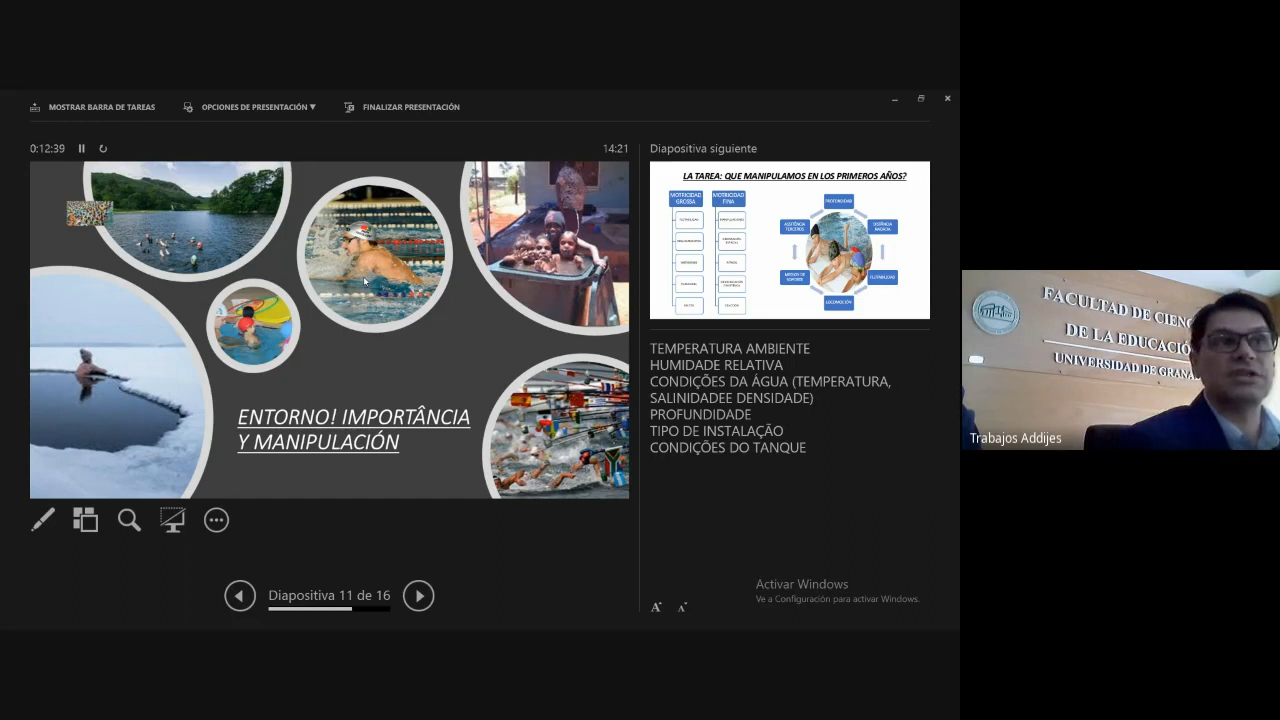 MOSTRAR BARRA DE TAREAS
OPCIONES DE PRESENTACIÓN ▼
FINALIZAR PRESENTACIÓN
0:12:39
14:21
ENTORNO! IMPORTÂNCIA
Y MANIPULACIÓN
Diapositiva 11 de 16
Diapositiva siguiente
LA TAREA: QUE MANIPULAMOS EN LOS PRIMEROS AÑOS?
MOTRICIDAD
GROSSA
MOTRICIDAD
FINA
PROFUNDIDAD
FLOTABILIDAD
LOCOMOCIÓN
TEMPERATURA AMBIENTE
HUMIDADE RELATIVA
CONDIÇÕES DA ÁGUA (TEMPERATURA,
SALINIDADEE DENSIDADE)
PROFUNDIDADE
TIPO DE INSTALAÇÃO
CONDIÇÕES DO TANQUE
Activar Windows
Ve a Configuración para activar Windows.
FACULTAD DE CIENC
DE LA EDUCACIÓ
UNIVERSIDAD DE GRANA
Trabajos Addijes